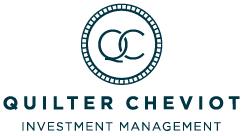 QC
QUILTER CHEVIOT
INVESTMENT MANAGEMENT